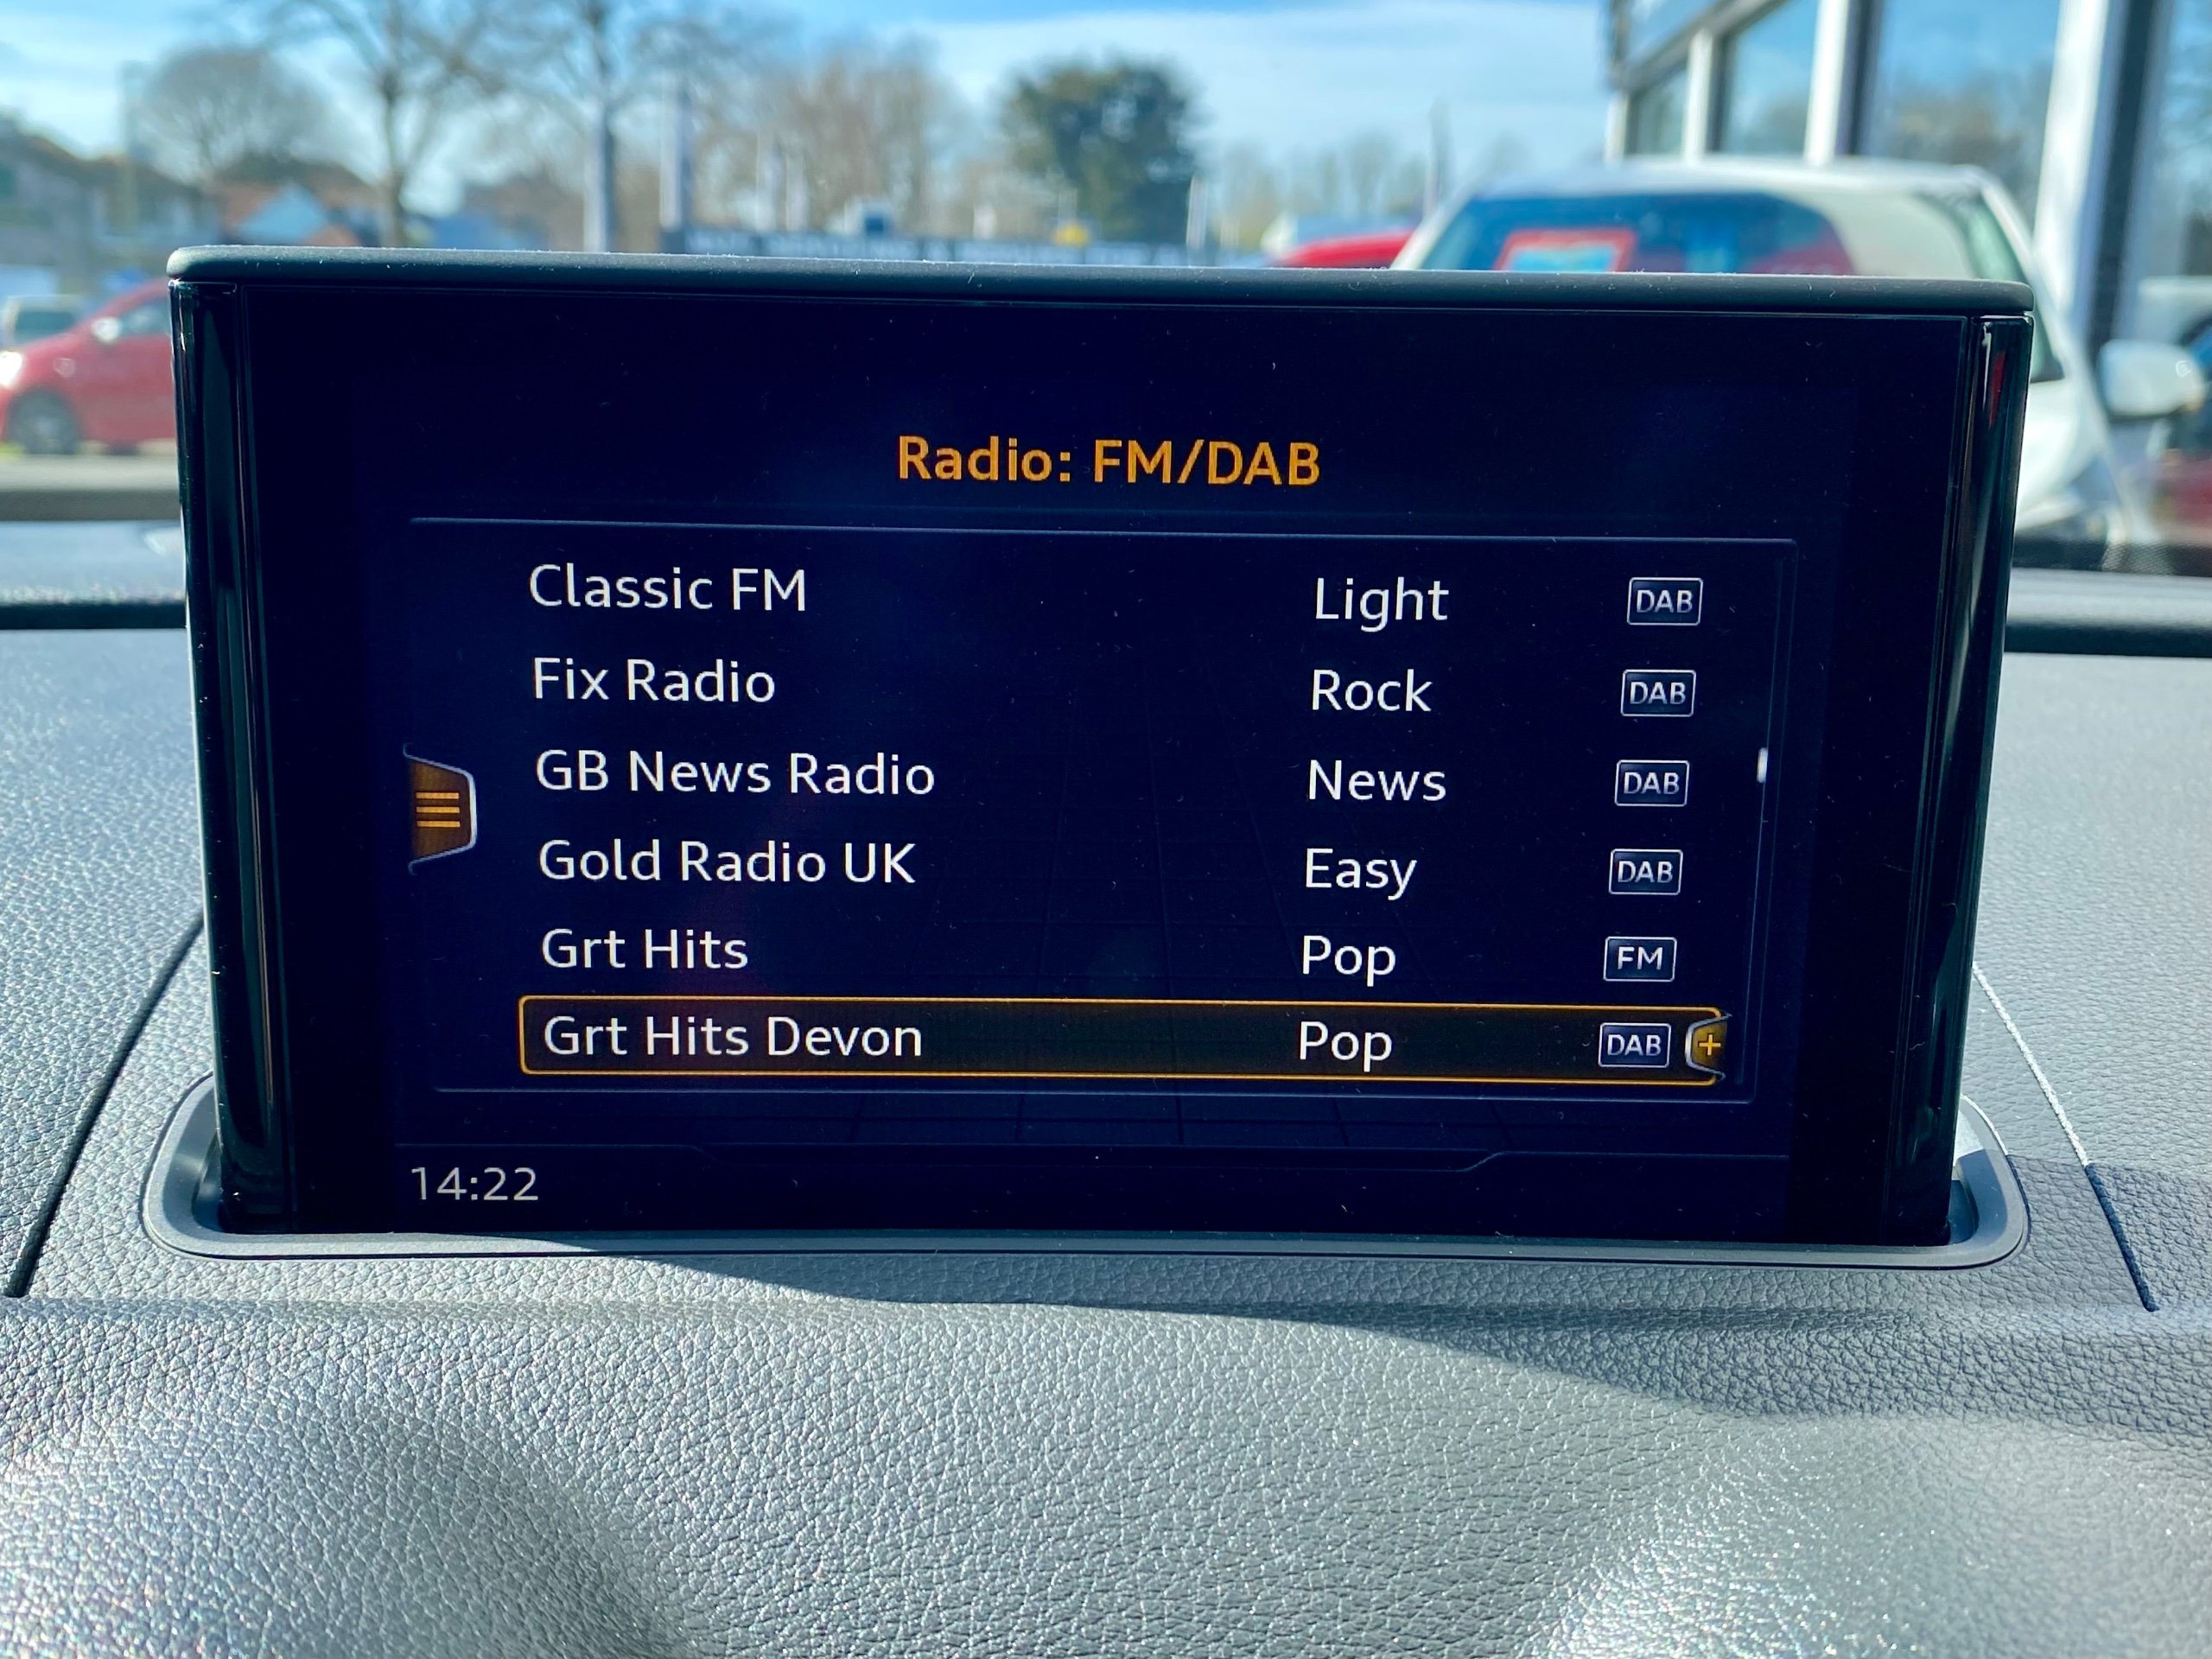 Radio: FM/DAB
Classic FM Light DAB
Fix Radio Rock DAB
GB News Radio News DAB
Gold Radio UK Easy DAB
Grt Hits Pop FM
Grt Hits Devon Pop DAB +
14:22